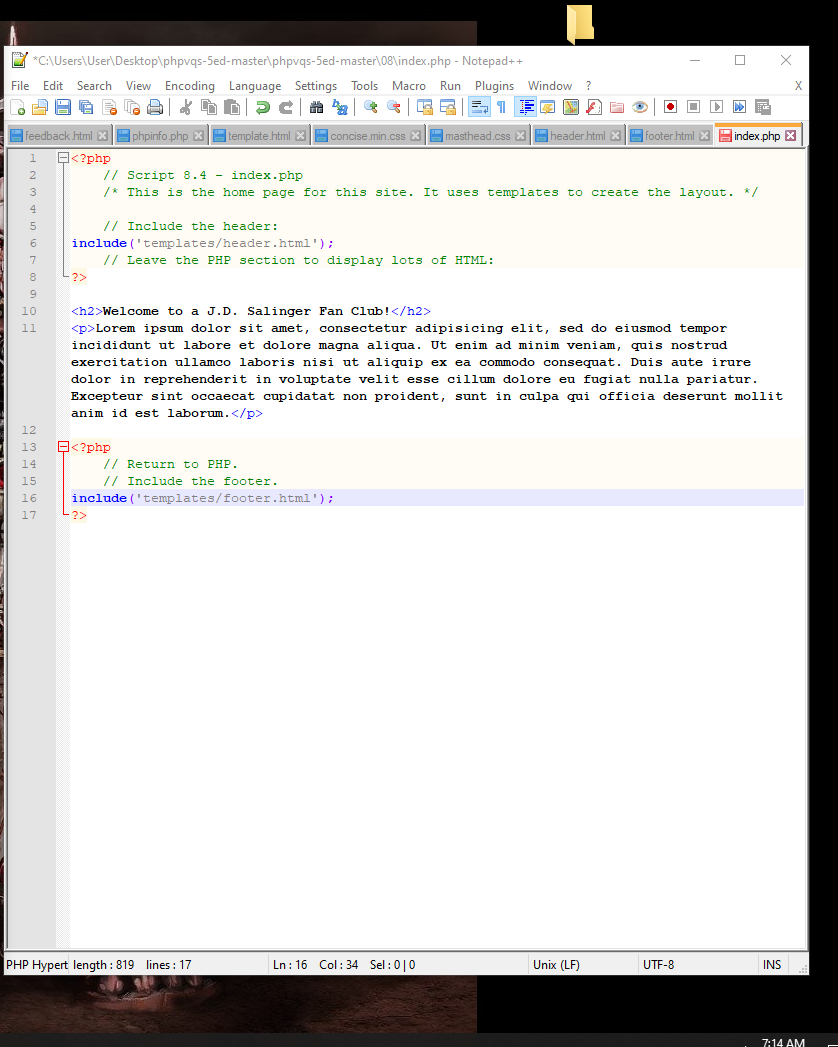 *C:\Users\User\Desktop\phpvqs-5ed-master\phpvqs-5ed-master\08\index.php - Notepad++
File Edit Search View Encoding Language Settings Tools Macro Run Plugins Window ? X
feedback.html phpinfo.php template.html concise.min.css masthead.css header.html footer.html index.php
1 <?php
2 // Script 8.4 - index.php
3 /* This is the home page for this site. It uses templates to create the layout. */
4
5 // Include the header:
6 include('templates/header.html');
7 // Leave the PHP section to display lots of HTML:
8 ?>
9
10 <h2>Welcome to a J.D. Salinger Fan Club!</h2>
11 <p>Lorem ipsum dolor sit amet, consectetur adipisicing elit, sed do eiusmod tempor
incididunt ut labore et dolore magna aliqua. Ut enim ad minim veniam, quis nostrud
exercitation ullamco laboris nisi ut aliquip ex ea commodo consequat. Duis aute irure
dolor in reprehenderit in voluptate velit esse cillum dolore eu fugiat nulla pariatur.
Excepteur sint occaecat cupidatat non proident, sunt in culpa qui officia deserunt mollit
anim id est laborum.</p>
12
13 <?php
14 // Return to PHP.
15 // Include the footer.
16 include('templates/footer.html');
17 ?>
PHP Hypert length : 819 lines : 17 Ln : 16 Col : 34 Sel : 0 | 0 Unix (LF) UTF-8 INS
7:14 AM